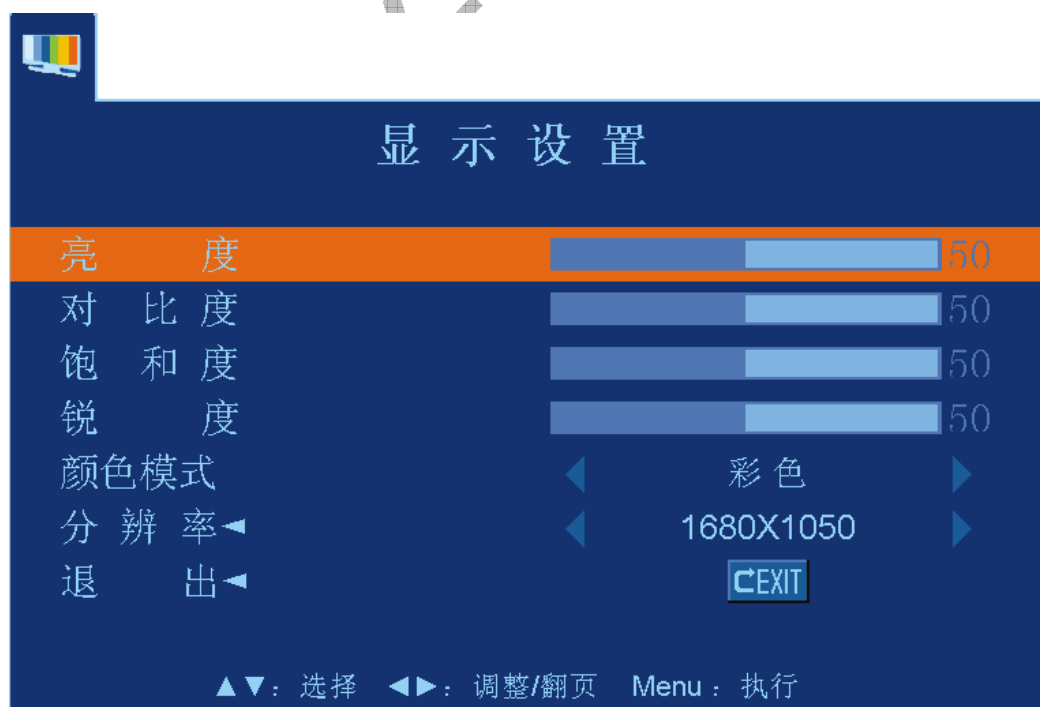 显示设置
亮度 50
对比度 50
饱和度 50
锐度 50
颜色模式 彩色
分辨率◄ 1680X1050
退出◄ EXIT
▲▼：选择 ◄►：调整/翻页 Menu：执行